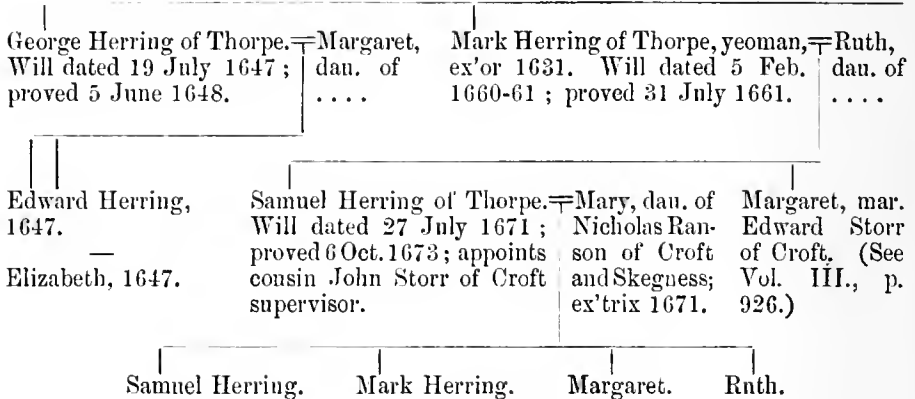 George Herring of Thorpe.=Margaret,
Will dated 19 July 1647 ; dau. of
proved 5 June 1648. . . . .
Mark Herring of Thorpe, yeoman,=Ruth,
ex'or 1631. Will dated 5 Feb. dau. of
1660-61 ; proved 31 July 1661. . . . .
Edward Herring,
1647.
—
Elizabeth, 1647.
Samuel Herring of Thorpe.=Mary, dau. of
Will dated 27 July 1671 ; Nicholas Ran-
proved 6 Oct. 1673; appoints son of Croft
cousin John Storr of Croft and Skegness;
supervisor. ex'trix 1671.
Margaret, mar.
Edward Storr
of Croft. (See
Vol. III., p.
926.)
Samuel Herring. Mark Herring. Margaret. Ruth.